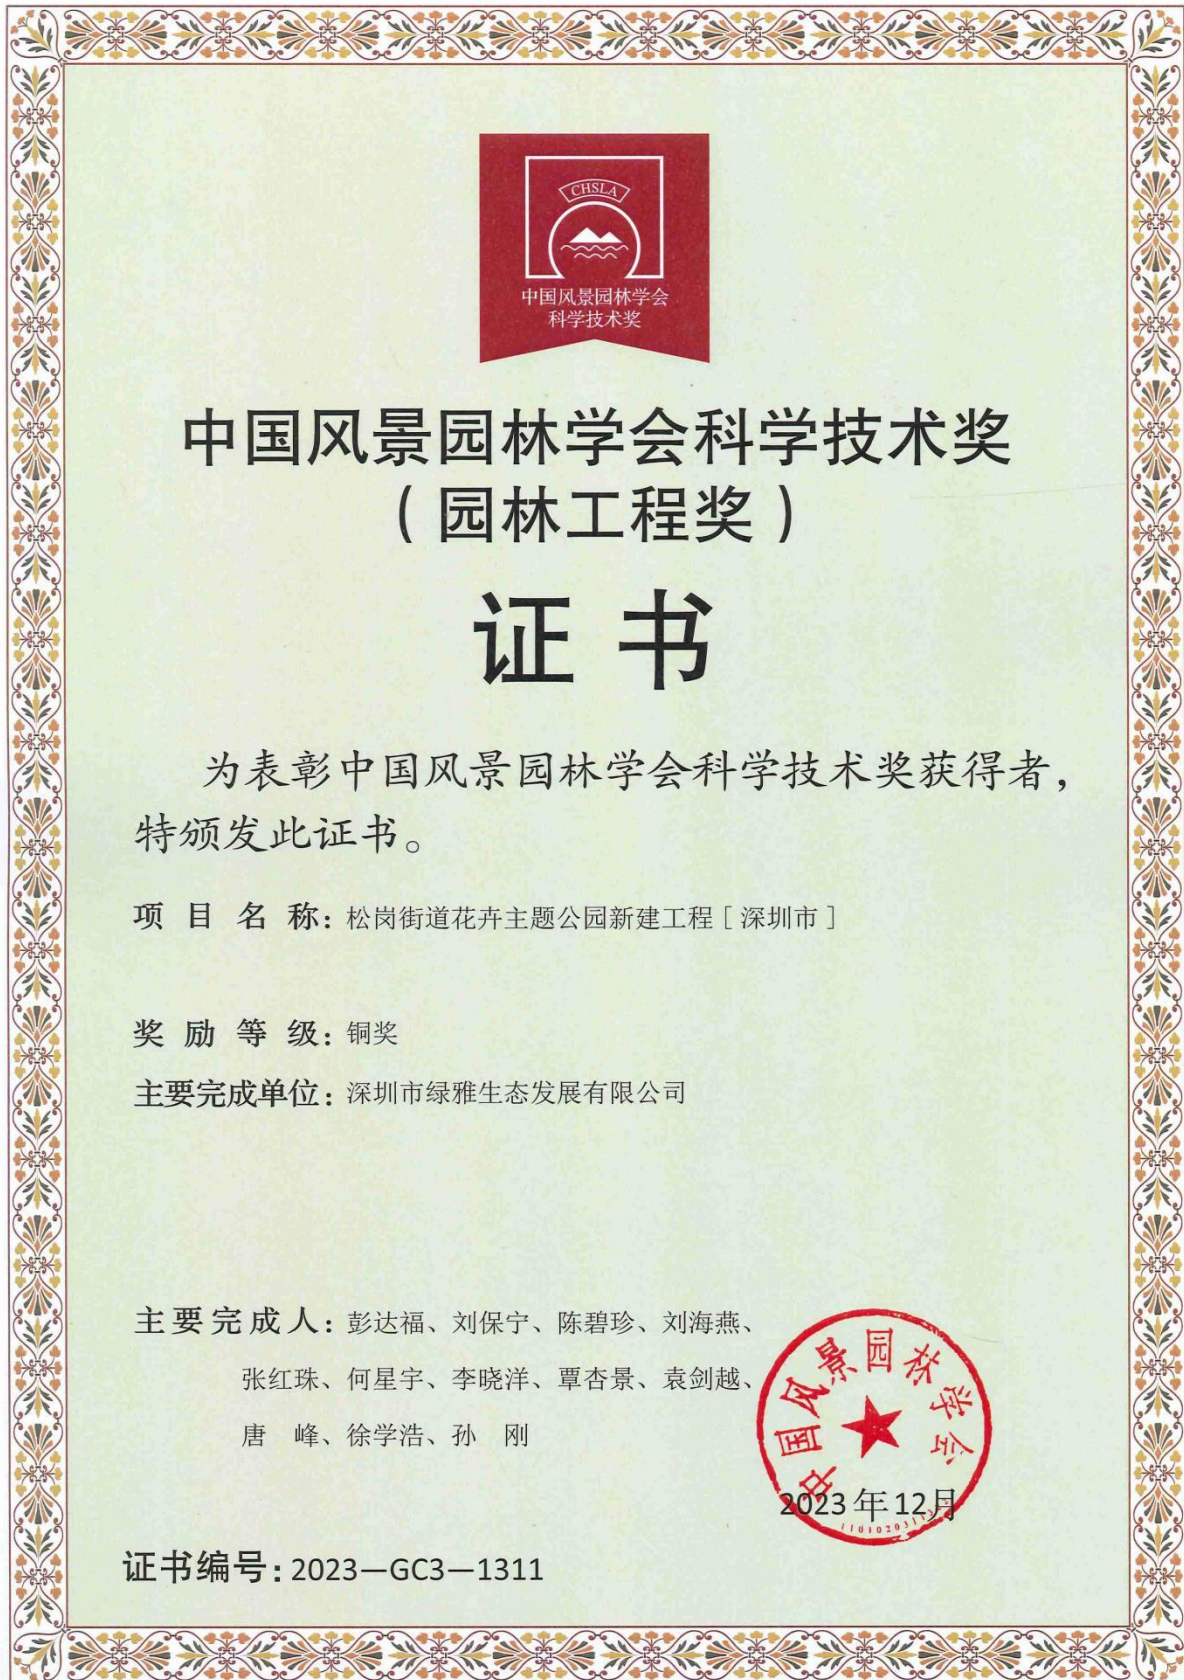 CHSLA
中国风景园林学会
科学技术奖
中国风景园林学会科学技术奖
（园林工程奖）
证书
为表彰中国风景园林学会科学技术奖获得者，
特颁发此证书。
项目名称：松岗街道花卉主题公园新建工程［深圳市］
奖励等级：铜奖
主要完成单位：深圳市绿雅生态发展有限公司
主要完成人：彭达福、刘保宁、陈碧珍、刘海燕、
张红珠、何星宇、李晓洋、覃杏景、袁剑越、
唐　峰、徐学浩、孙　刚
中国风景园林学会
2023年12月
证书编号：2023—GC3—1311